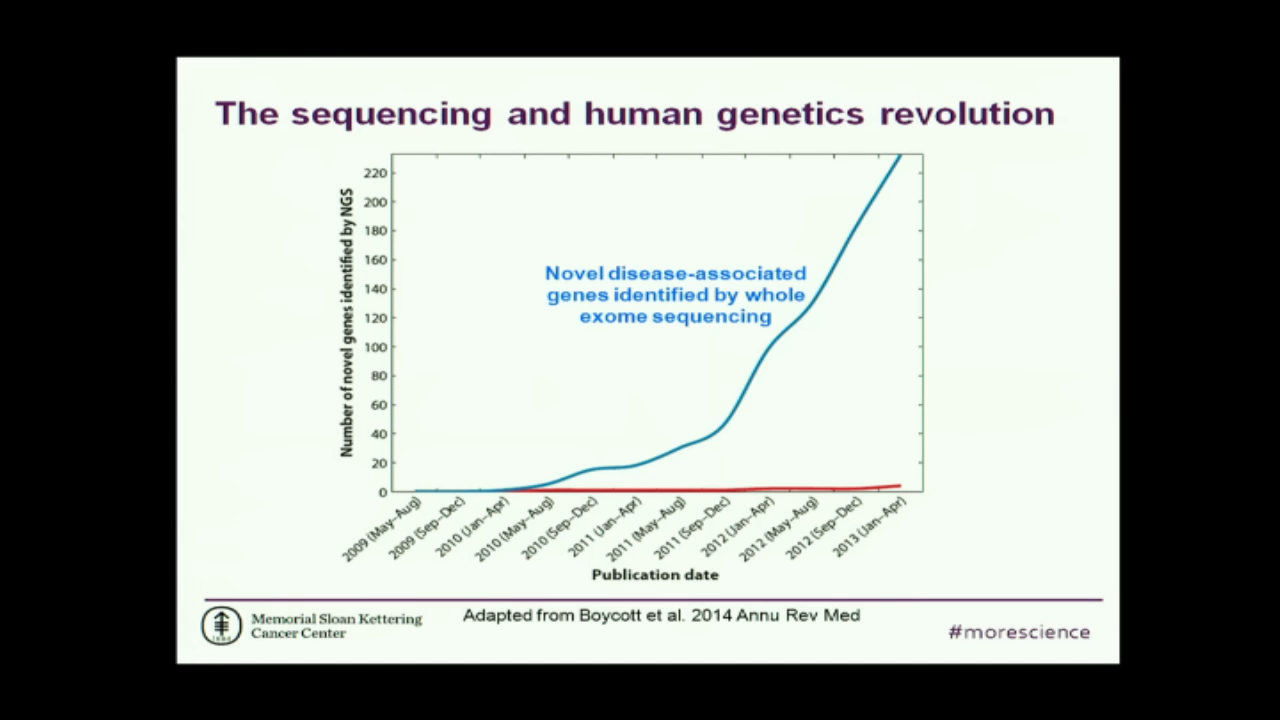 The sequencing and human genetics revolution
Number of novel genes identified by NGS
220
200
180
160
140
120
100
80
60
40
20
0
Novel disease-associated
genes identified by whole
exome sequencing
2009 (May–Aug)
2009 (Sep–Dec)
2010 (Jan–Apr)
2010 (May–Aug)
2010 (Sep–Dec)
2011 (Jan–Apr)
2011 (May–Aug)
2011 (Sep–Dec)
2012 (Jan–Apr)
2012 (May–Aug)
2012 (Sep–Dec)
2013 (Jan–Apr)
Publication date
Memorial Sloan Kettering
Cancer Center
Adapted from Boycott et al. 2014 Annu Rev Med
#morescience